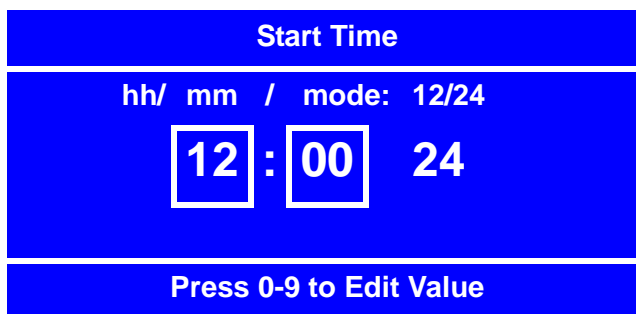 Start Time
hh/ mm / mode: 12/24
12 : 00 24
Press 0-9 to Edit Value